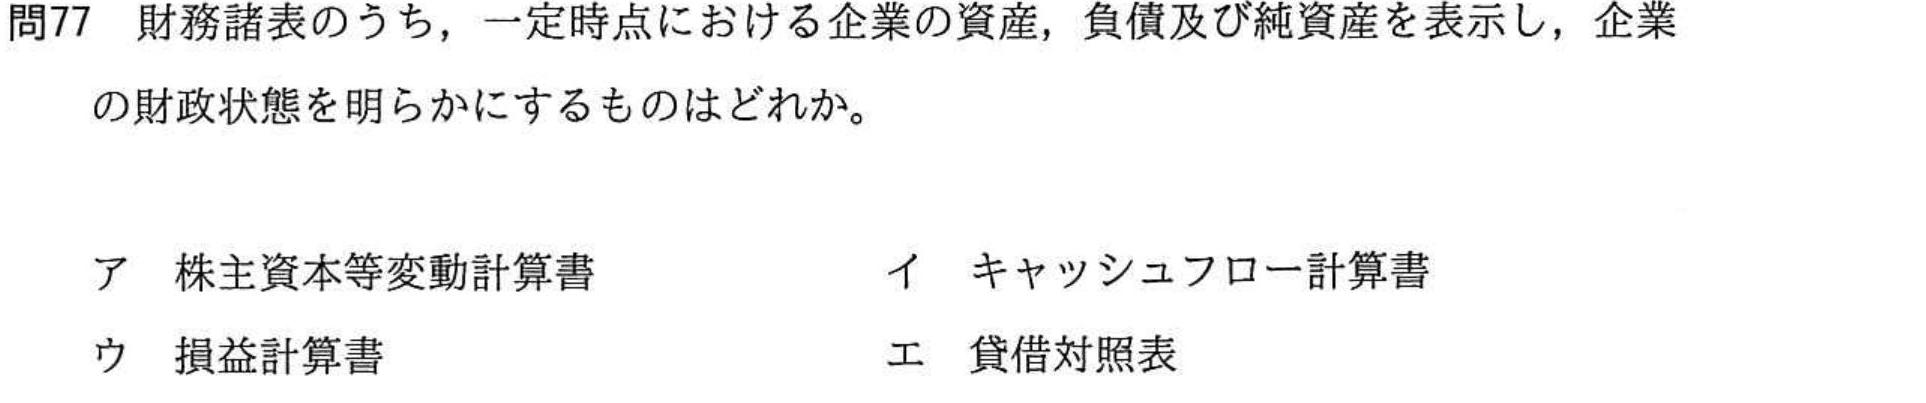 問77　財務諸表のうち，一定時点における企業の資産，負債及び純資産を表示し，企業
の財政状態を明らかにするものはどれか。
ア　株主資本等変動計算書　イ　キャッシュフロー計算書
ウ　損益計算書　エ　貸借対照表